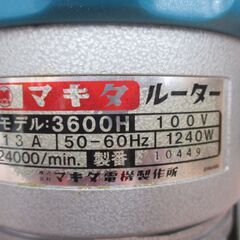 マキタ ルーター
モデル:3600H 100V
13A 50-60Hz 1240W
24000/min. 製番 10449
マキタ電機製作所